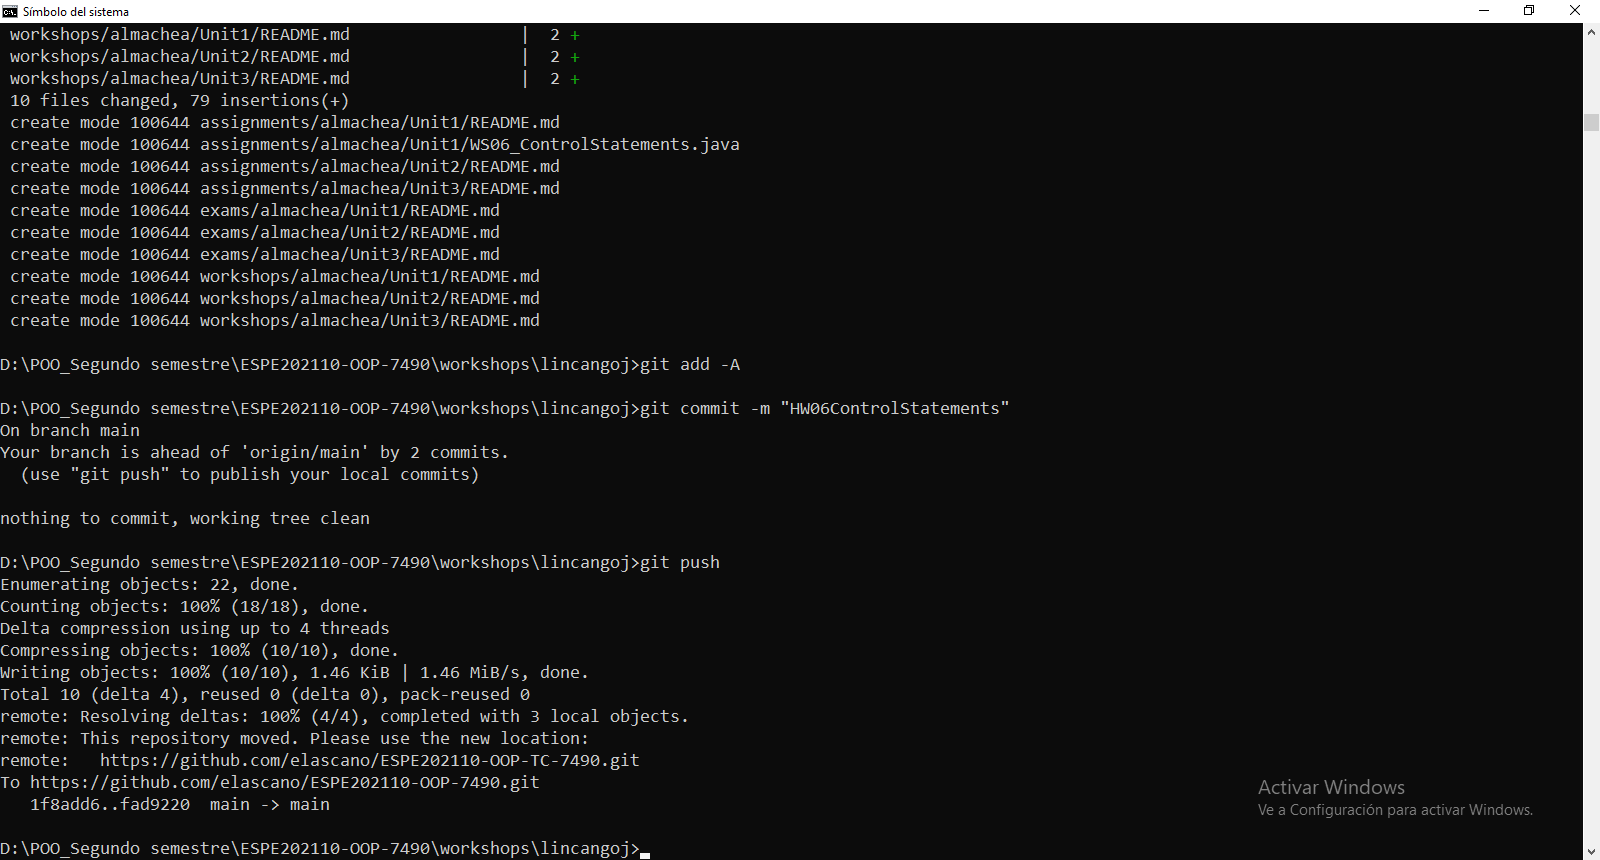 Símbolo del sistema
workshops/almachea/Unit1/README.md | 2 +
workshops/almachea/Unit2/README.md | 2 +
workshops/almachea/Unit3/README.md | 2 +
10 files changed, 79 insertions(+)
create mode 100644 assignments/almachea/Unit1/README.md
create mode 100644 assignments/almachea/Unit1/WS06_ControlStatements.java
create mode 100644 assignments/almachea/Unit2/README.md
create mode 100644 assignments/almachea/Unit3/README.md
create mode 100644 exams/almachea/Unit1/README.md
create mode 100644 exams/almachea/Unit2/README.md
create mode 100644 exams/almachea/Unit3/README.md
create mode 100644 workshops/almachea/Unit1/README.md
create mode 100644 workshops/almachea/Unit2/README.md
create mode 100644 workshops/almachea/Unit3/README.md
D:\POO_Segundo semestre\ESPE202110-OOP-7490\workshops\lincangoj>git add -A
D:\POO_Segundo semestre\ESPE202110-OOP-7490\workshops\lincangoj>git commit -m "HW06ControlStatements"
On branch main
Your branch is ahead of 'origin/main' by 2 commits.
(use "git push" to publish your local commits)
nothing to commit, working tree clean
D:\POO_Segundo semestre\ESPE202110-OOP-7490\workshops\lincangoj>git push
Enumerating objects: 22, done.
Counting objects: 100% (18/18), done.
Delta compression using up to 4 threads
Compressing objects: 100% (10/10), done.
Writing objects: 100% (10/10), 1.46 KiB | 1.46 MiB/s, done.
Total 10 (delta 4), reused 0 (delta 0), pack-reused 0
remote: Resolving deltas: 100% (4/4), completed with 3 local objects.
remote: This repository moved. Please use the new location:
remote:   https://github.com/elascano/ESPE202110-OOP-TC-7490.git
To https://github.com/elascano/ESPE202110-OOP-7490.git
1f8add6..fad9220  main -> main
D:\POO_Segundo semestre\ESPE202110-OOP-7490\workshops\lincangoj>
Activar Windows
Ve a Configuración para activar Windows.